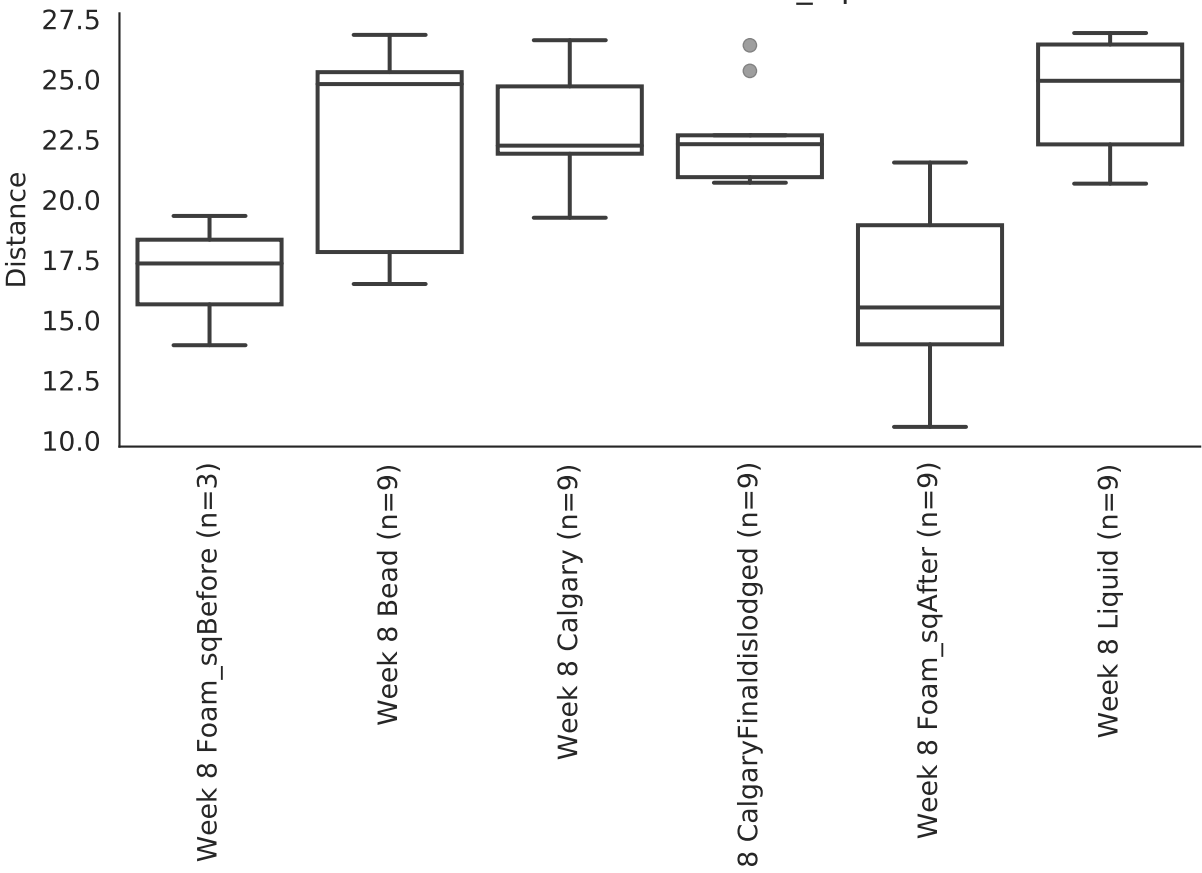 27.5
25.0
22.5
20.0
17.5
15.0
12.5
10.0
Distance
Week 8 Foam_sqBefore (n=3)
Week 8 Bead (n=9)
Week 8 Calgary (n=9)
8 CalgaryFinaldislodged (n=9)
Week 8 Foam_sqAfter (n=9)
Week 8 Liquid (n=9)